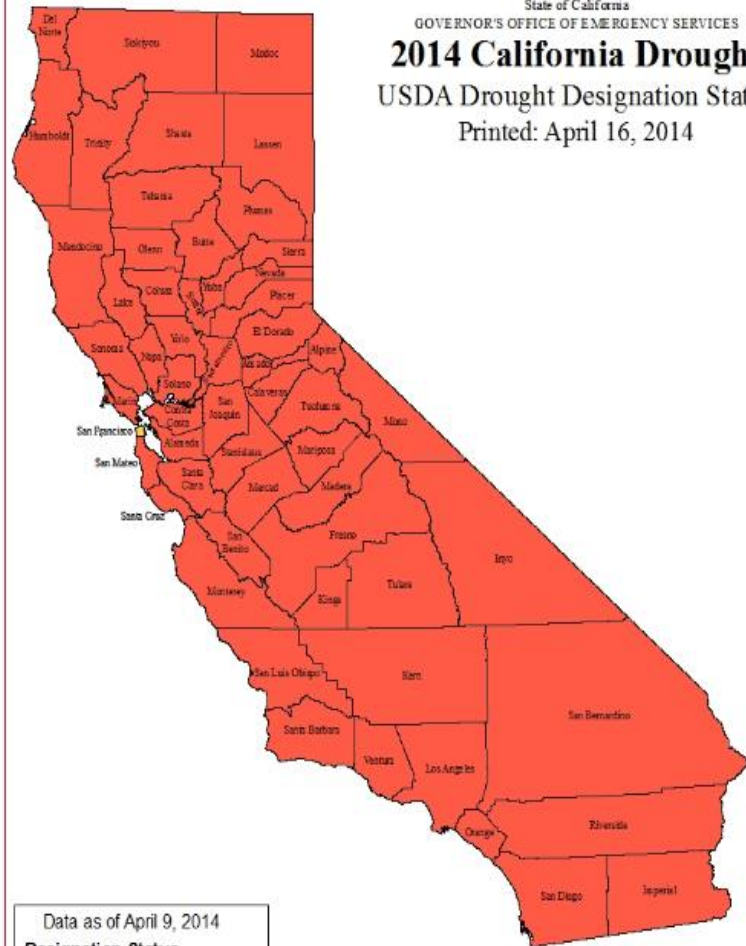 State of California
GOVERNOR'S OFFICE OF EMERGENCY SERVICES
2014 California Drough
USDA Drought Designation Stat
Printed: April 16, 2014
Del
Norte
Siskiyou
Modoc
Humboldt
Trinity
Shasta
Lassen
Tehama
Plumas
Mendocino
Glenn
Butte
Sierra
Nevada
Lake
Colusa
Sutter
Yuba
Placer
Sonoma
Napa
Yolo
El Dorado
Alpine
Sacramento
Amador
Solano
Marin
Calaveras
Contra
Costa
San
Joaquin
Tuolumne
Mono
San Francisco
Alameda
Stanislaus
Mariposa
San Mateo
Santa
Clara
Merced
Madera
Santa Cruz
San
Benito
Fresno
Inyo
Monterey
Kings
Tulare
San Luis Obispo
Kern
San Bernardino
Santa Barbara
Ventura
Los Angeles
Orange
Riverside
San Diego
Imperial
Data as of April 9, 2014
Designation Status